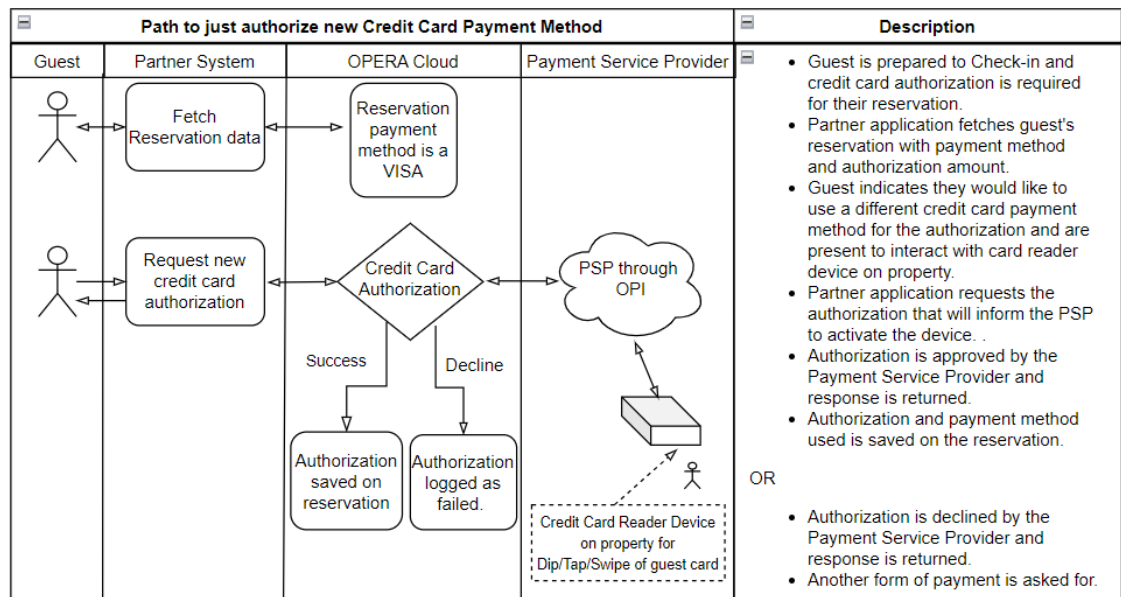 Path to just authorize new Credit Card Payment Method
Description
Guest
Partner System
OPERA Cloud
Payment Service Provider
Fetch
Reservation data
Reservation
payment
method is a
VISA
Request new
credit card
authorization
Credit Card
Authorization
PSP through
OPI
Success
Decline
Authorization
saved on
reservation
Authorization
logged as
failed.
Credit Card Reader Device
on property for
Dip/Tap/Swipe of guest card
• Guest is prepared to Check-in and
credit card authorization is required
for their reservation.
• Partner application fetches guest's
reservation with payment method
and authorization amount.
• Guest indicates they would like to
use a different credit card payment
method for the authorization and are
present to interact with card reader
device on property.
• Partner application requests the
authorization that will inform the PSP
to activate the device. .
• Authorization is approved by the
Payment Service Provider and
response is returned.
• Authorization and payment method
used is saved on the reservation.
OR
• Authorization is declined by the
Payment Service Provider and
response is returned.
• Another form of payment is asked for.